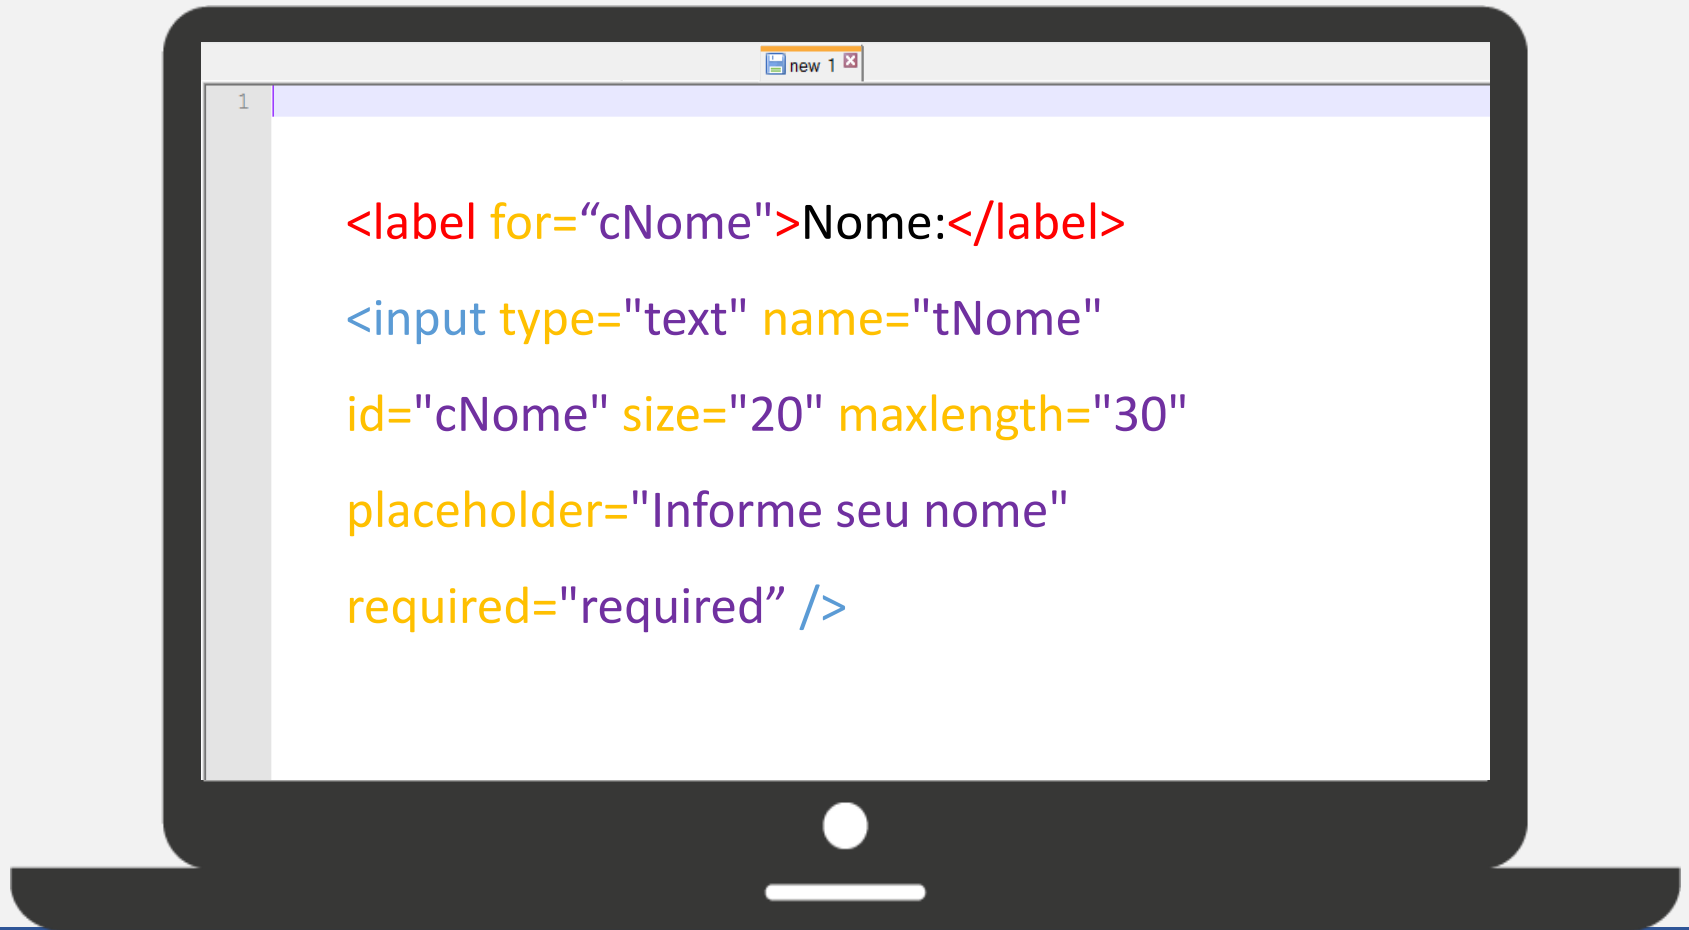 new 1
1
<label for=“cNome">Nome:</label>
<input type="text" name="tNome"
id="cNome" size="20" maxlength="30"
placeholder="Informe seu nome"
required="required” />